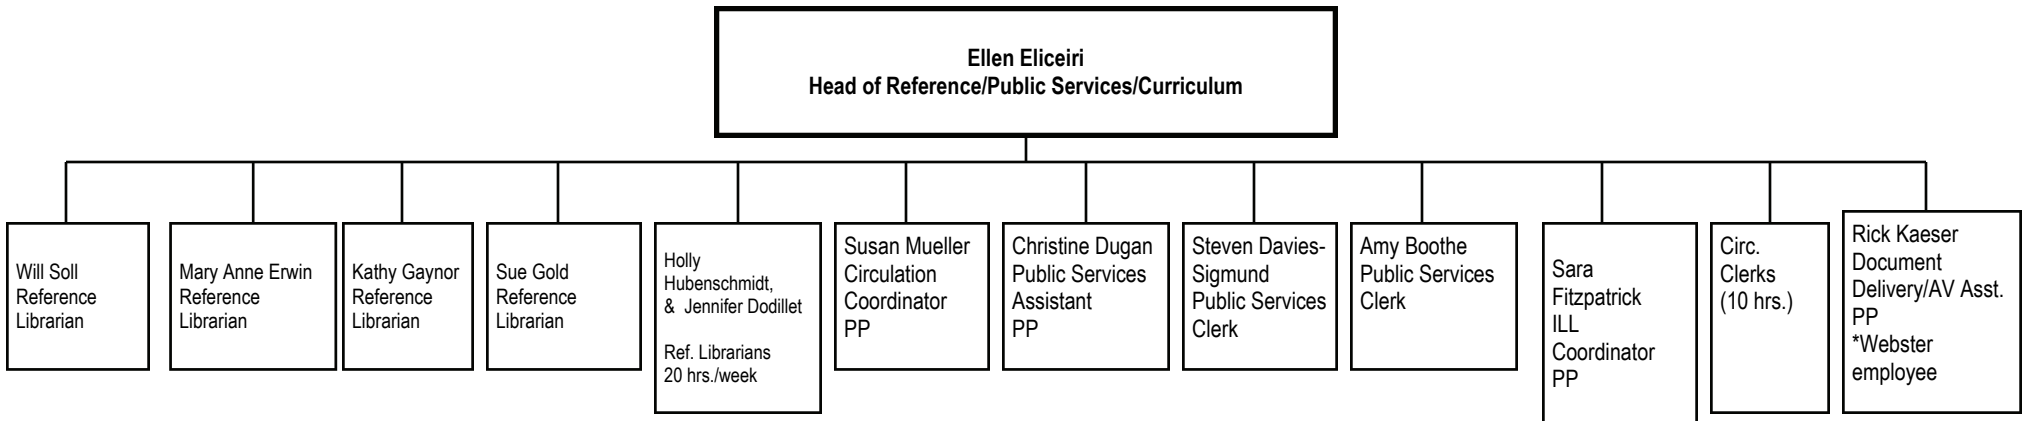 Ellen Eliceiri
Head of Reference/Public Services/Curriculum
Will Soll
Reference
Librarian
Mary Anne Erwin
Reference
Librarian
Kathy Gaynor
Reference
Librarian
Sue Gold
Reference
Librarian
Holly
Hubenschmidt,
& Jennifer Dodillet
Ref. Librarians
20 hrs./week
Susan Mueller
Circulation
Coordinator
PP
Christine Dugan
Public Services
Assistant
PP
Steven Davies-
Sigmund
Public Services
Clerk
Amy Boothe
Public Services
Clerk
Sara
Fitzpatrick
ILL
Coordinator
PP
Circ.
Clerks
(10 hrs.)
Rick Kaeser
Document
Delivery/AV Asst.
PP
*Webster
employee